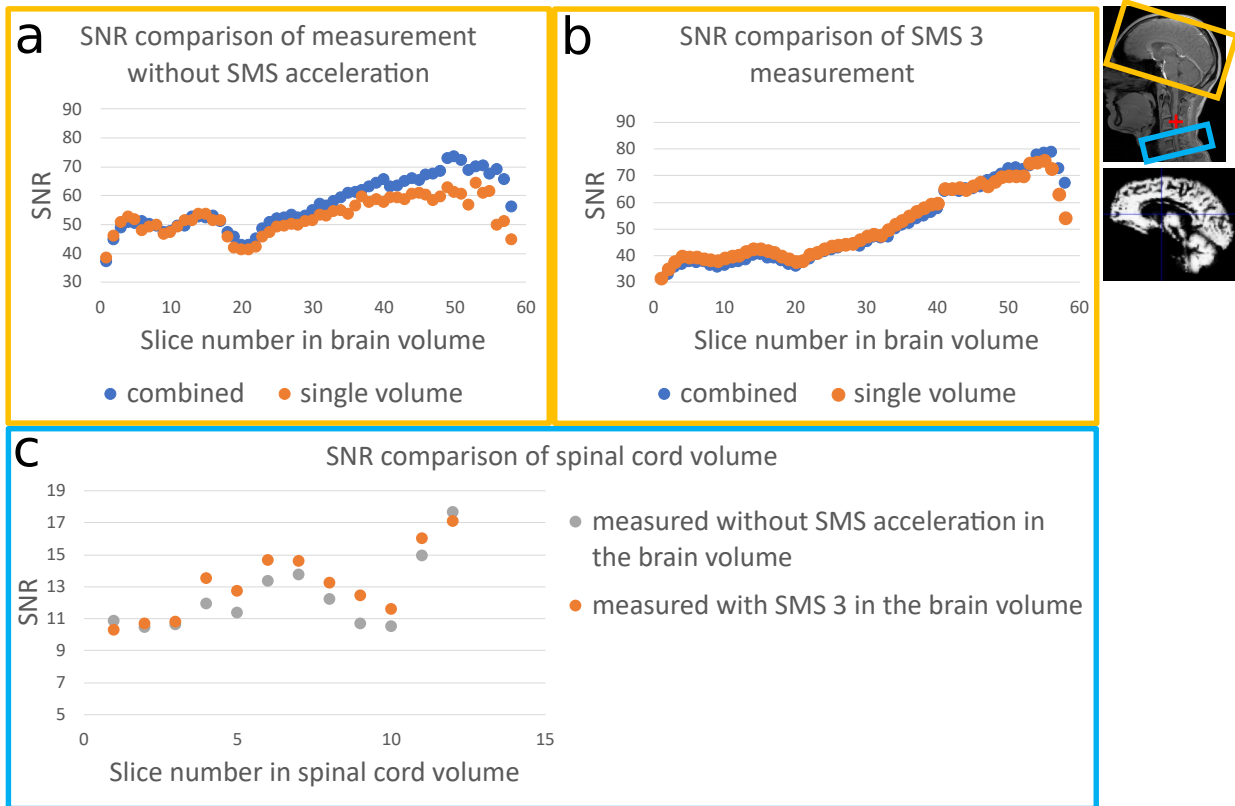 a
SNR comparison of measurement
without SMS acceleration
90
80
70
60
50
40
30
SNR
0 10 20 30 40 50 60
Slice number in brain volume
combined single volume
b
SNR comparison of SMS 3
measurement
90
80
70
60
50
40
30
SNR
0 10 20 30 40 50 60
Slice number in brain volume
combined single volume
c
SNR comparison of spinal cord volume
19
17
15
13
11
9
7
5
SNR
0 5 10 15
Slice number in spinal cord volume
measured without SMS acceleration in
the brain volume
measured with SMS 3 in the brain volume